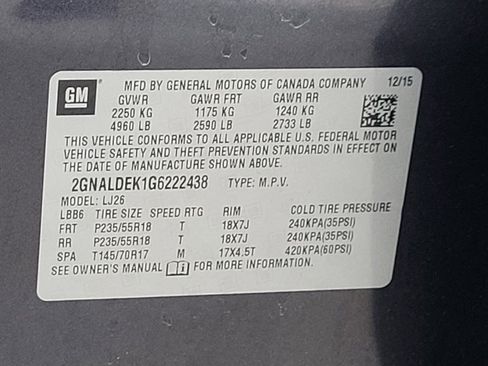 GM
MFD BY GENERAL MOTORS OF CANADA COMPANY 12/15
GVWR GAWR FRT GAWR RR
2250 KG 1175 KG 1240 KG
4960 LB 2590 LB 2733 LB
THIS VEHICLE CONFORMS TO ALL APPLICABLE U.S. FEDERAL MOTOR
VEHICLE SAFETY AND THEFT PREVENTION STANDARDS IN EFFECT ON
THE DATE OF MANUFACTURE SHOWN ABOVE.
2GNALDEK1G6222438 TYPE: M.P.V.
MODEL: LJ26
LBB6 TIRE SIZE SPEED RTG RIM COLD TIRE PRESSURE
FRT P235/55R18 T 18X7J 240KPA(35PSI)
RR P235/55R18 T 18X7J 240KPA(35PSI)
SPA T145/70R17 M 17X4.5T 420KPA(60PSI)
SEE OWNER'S MANUAL FOR MORE INFORMATION.